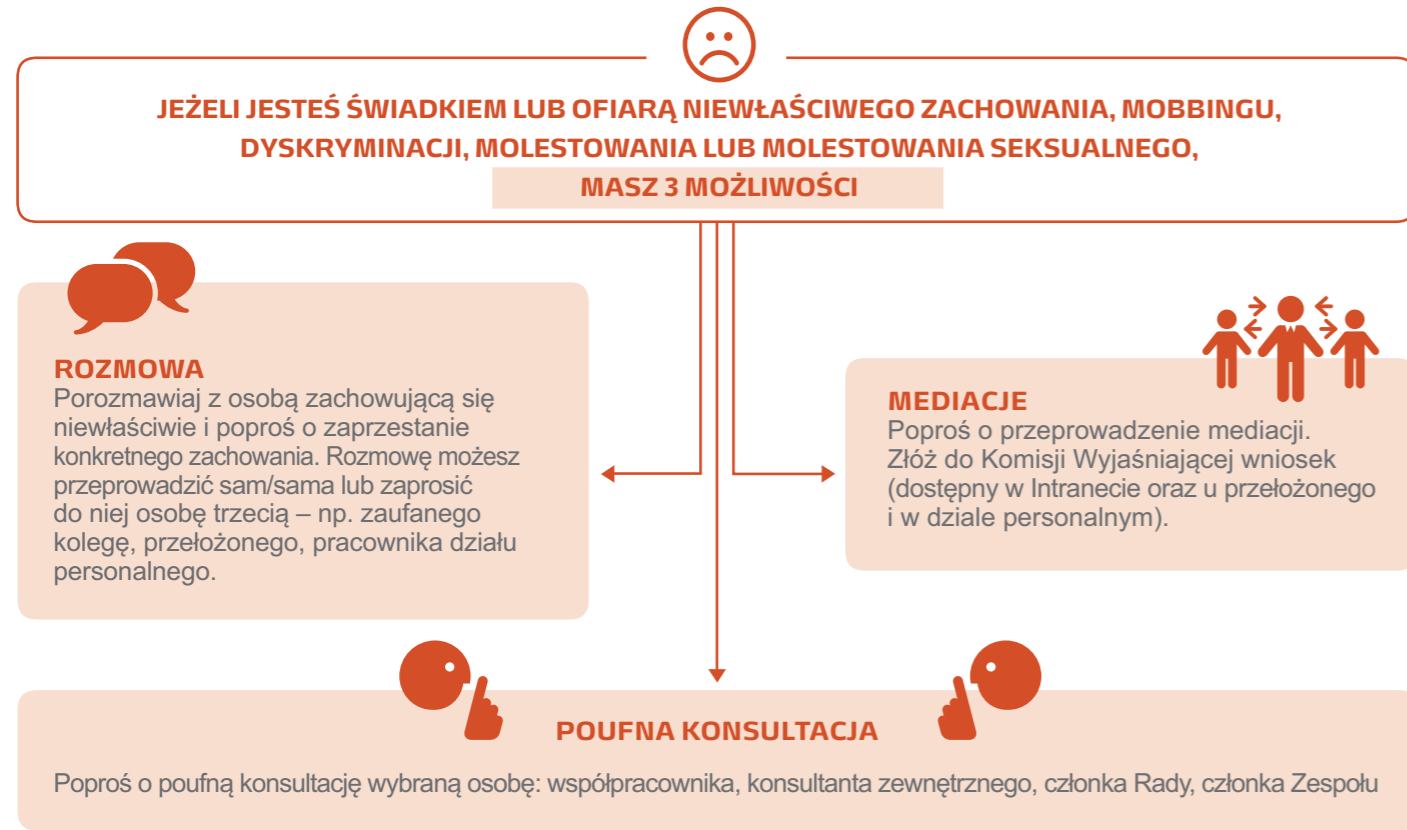 JEŻELI JESTEŚ ŚWIADKIEM LUB OFIARĄ NIEWŁAŚCIWEGO ZACHOWANIA, MOBBINGU,
DYSKRYMINACJI, MOLESTOWANIA LUB MOLESTOWANIA SEKSUALNEGO,
MASZ 3 MOŻLIWOŚCI
ROZMOWA
Porozmawiaj z osobą zachowującą się
niewłaściwie i poproś o zaprzestanie
konkretnego zachowania. Rozmowę możesz
przeprowadzić sam/sama lub zaprosić
do niej osobę trzecią – np. zaufanego
kolegę, przełożonego, pracownika działu
personalnego.
MEDIACJE
Poproś o przeprowadzenie mediacji.
Złóż do Komisji Wyjaśniającej wniosek
(dostępny w Intranecie oraz u przełożonego
i w dziale personalnym).
POUFNA KONSULTACJA
Poproś o poufną konsultację wybraną osobę: współpracownika, konsultanta zewnętrznego, członka Rady, członka Zespołu